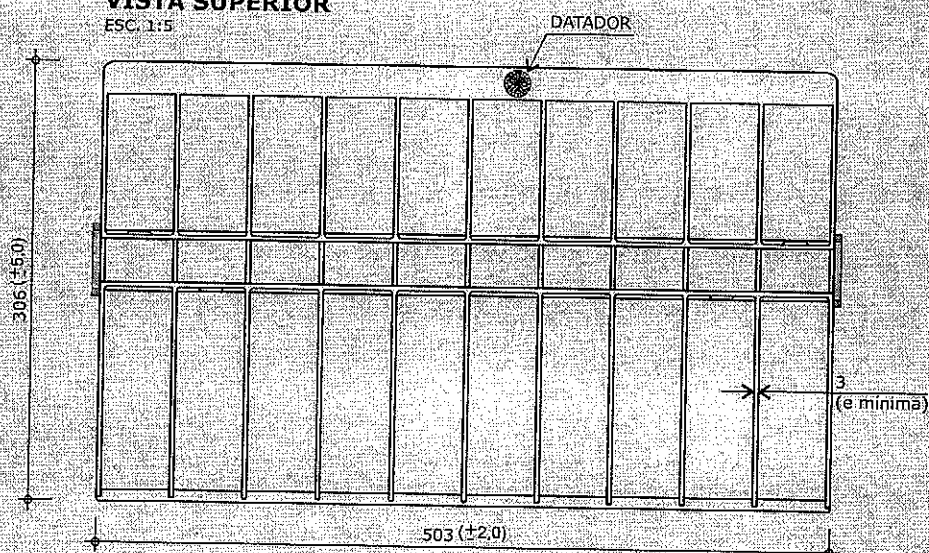 VISTA SUPERIOR
ESC. 1:5
DATADOR
306 (±5,0)
3
(e mínima)
503 (±2,0)